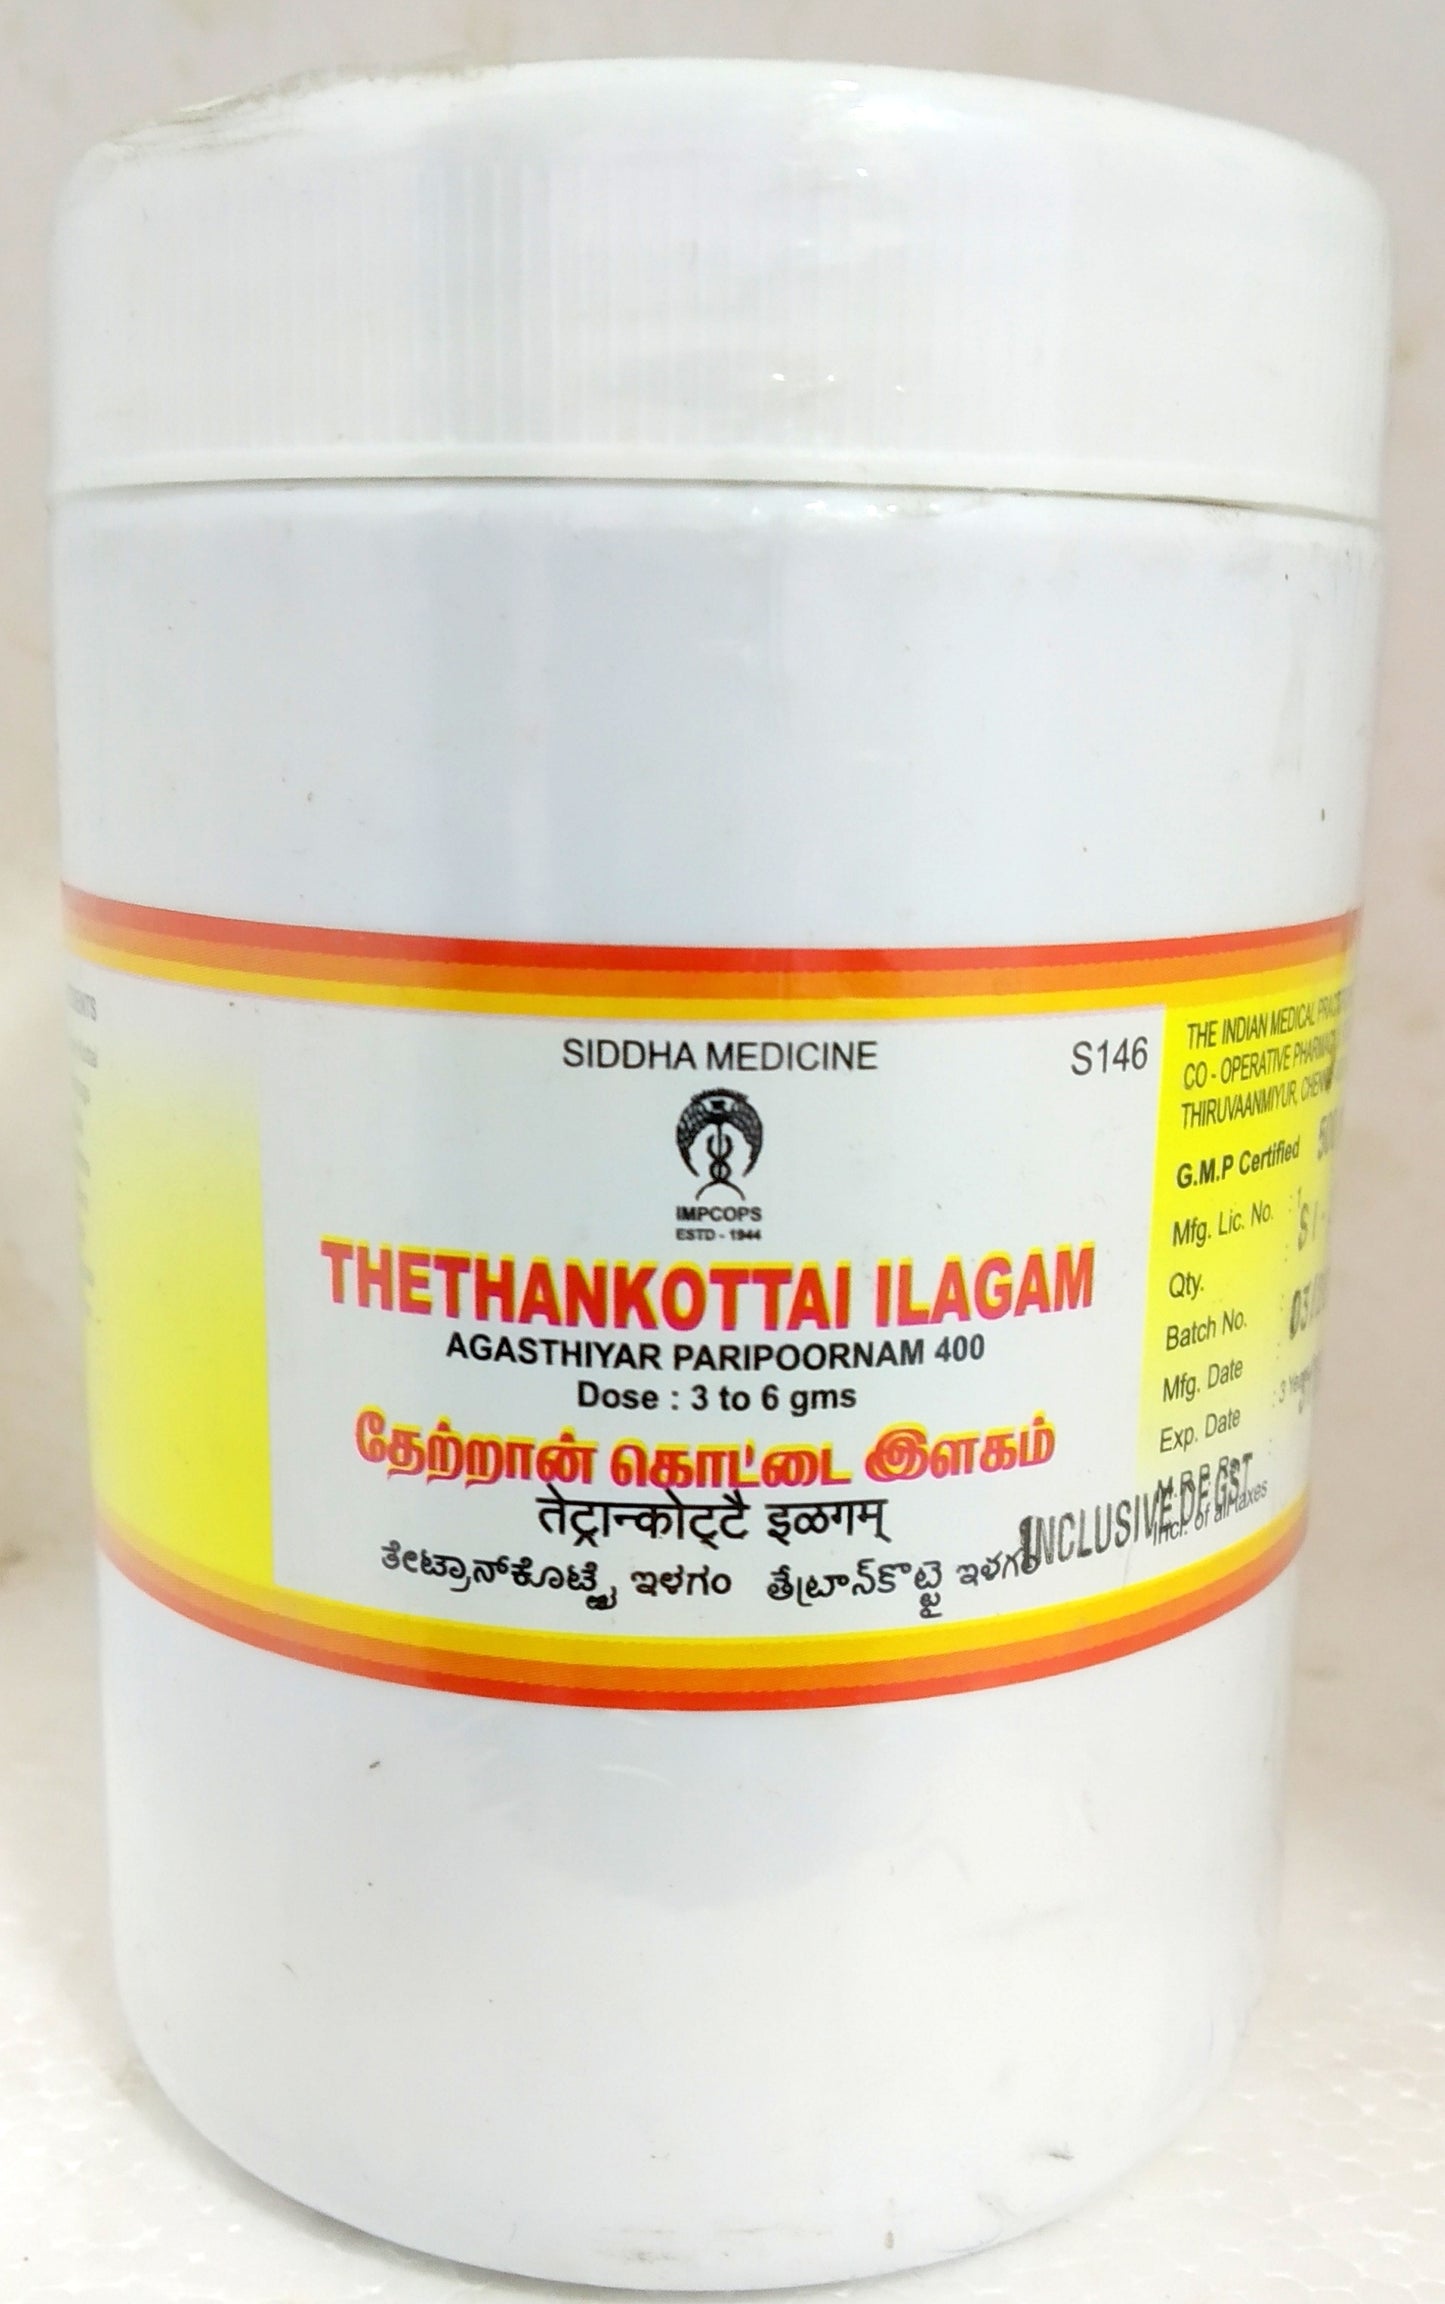 SIDDHA MEDICINE
S146
IMPCOPS
ESTD - 1944
THETHANKOTTAI ILAGAM
AGASTHIYAR PARIPOORNAM 400
Dose : 3 to 6 gms
தேற்றான் கொட்டை இளகம்
तेट्रान्कोट्टै इळगम्
ತೇಟ್ರಾನ್‌ಕೊಟ್ಟೈ ಇಳಗಂ తేట్రాన్‌కొట్టై ఇళగం
THE INDIAN MEDICAL
CO - OPERATIVE
THIRUVAANMIYUR,
G.M.P Certified
Mfg. Lic. No.
Qty.
Batch No.
Mfg. Date
Exp. Date
Incl. of all taxes
INCLUSIVE OF GST